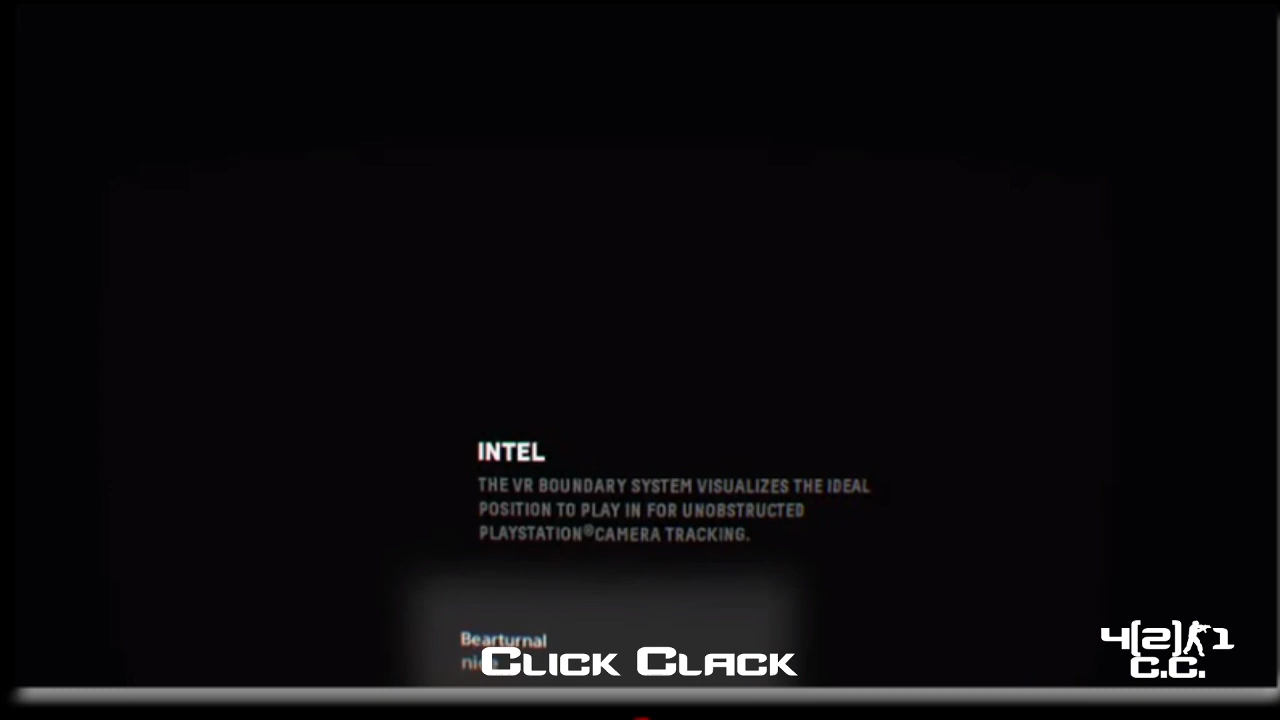 INTEL
THE VR BOUNDARY SYSTEM VISUALIZES THE IDEAL
POSITION TO PLAY IN FOR UNOBSTRUCTED
PLAYSTATION®CAMERA TRACKING.
Bearturnal
Click Clack
4[2]1
C.C.